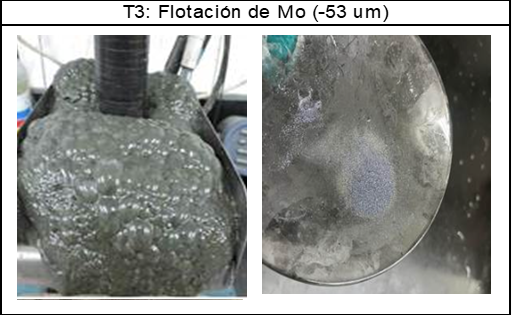 T3: Flotación de Mo (-53 um)